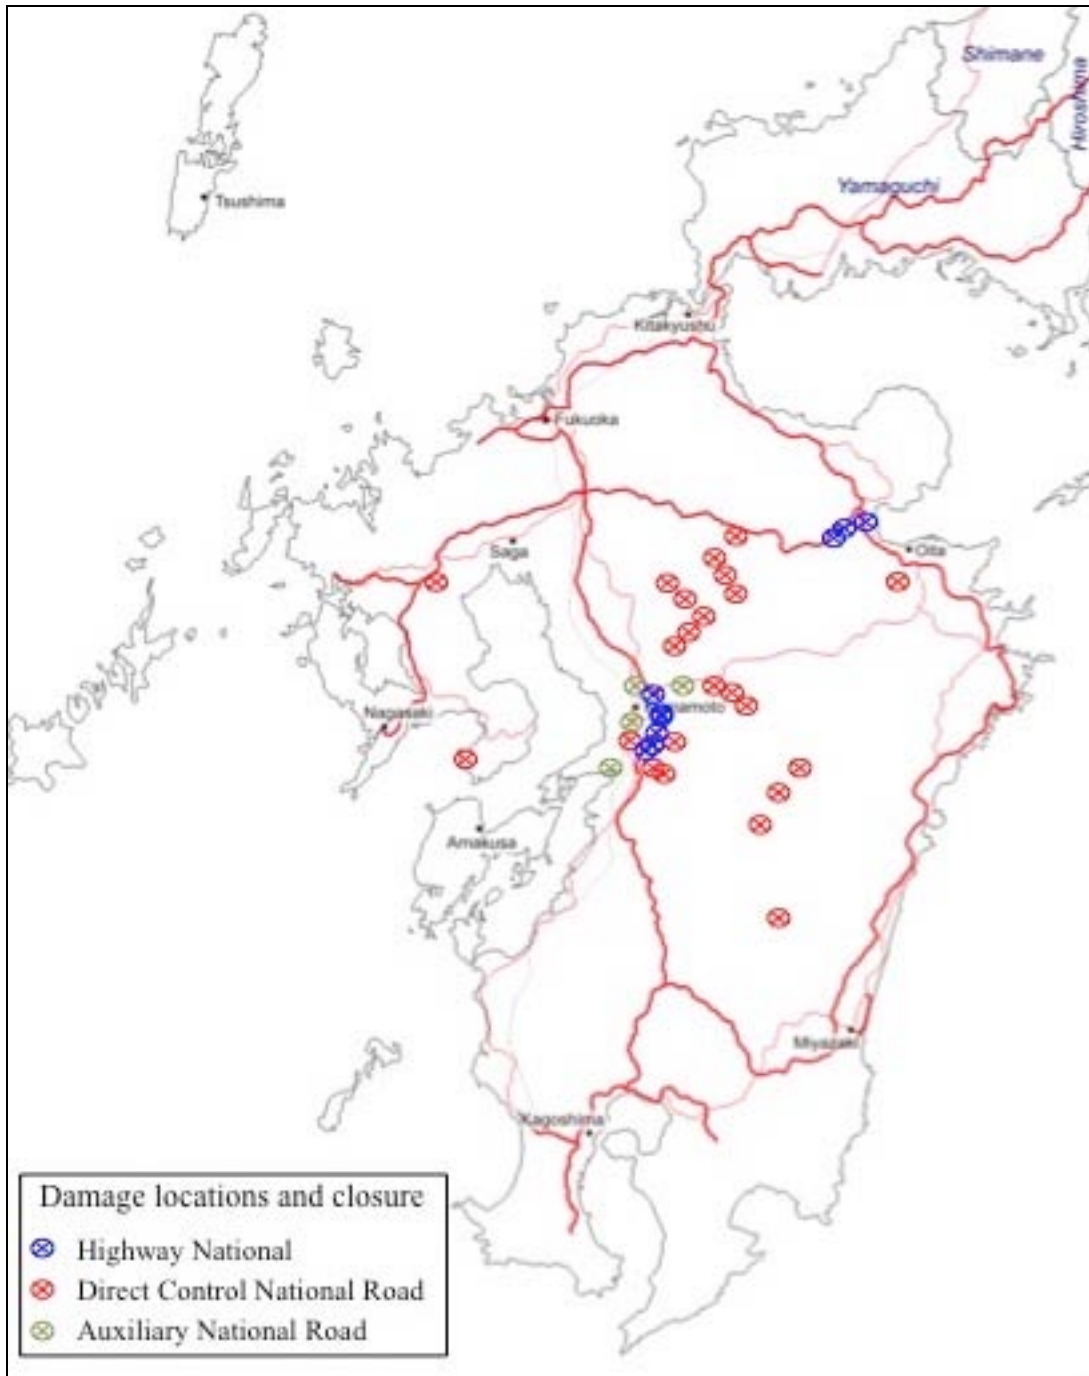 Shimane
Hiroshima
Yamaguchi
Tsushima
Kitakyushu
Fukuoka
Saga
Oita
Nagasaki
amoto
Amakusa
Miyazaki
Kagoshima
Damage locations and closure
Highway National
Direct Control National Road
Auxiliary National Road